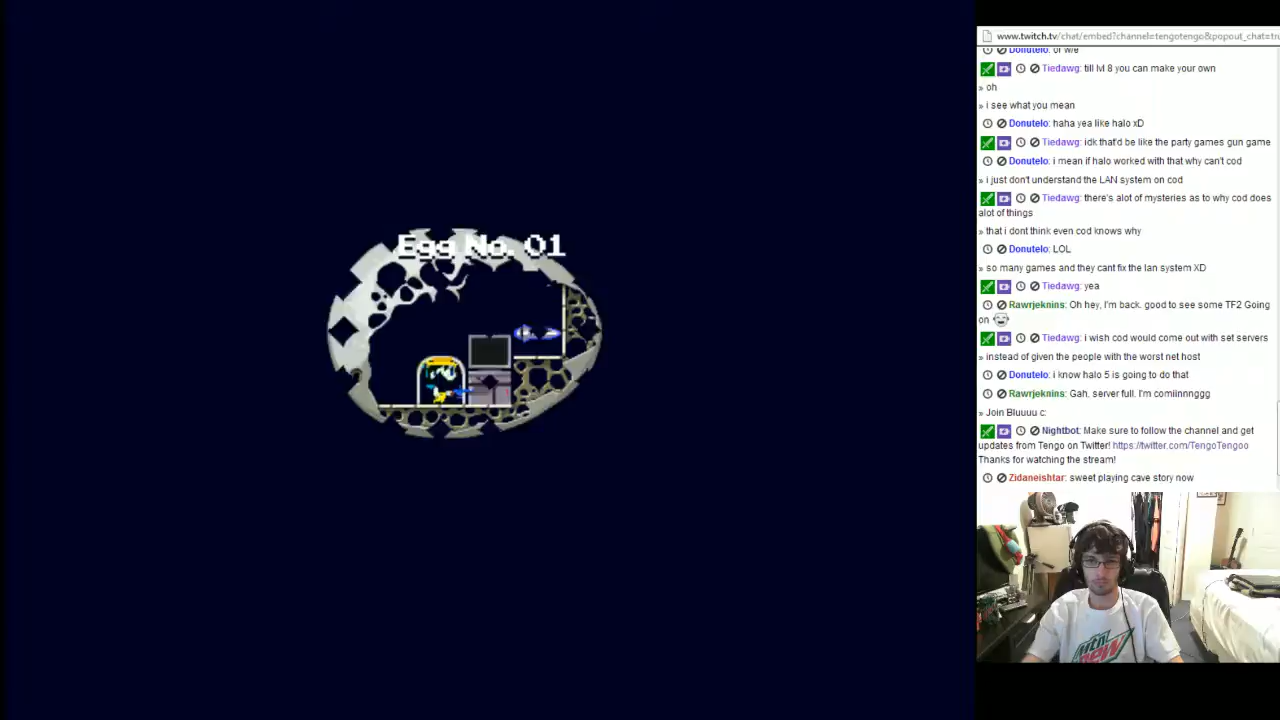 Egg No. 01
www.twitch.tv/chat/embed?channel=tengotengo&popout_chat=tru
Donutelo: or w/e
Tiedawg: till lvl 8 you can make your own
» oh
» i see what you mean
Donutelo: haha yea like halo xD
Tiedawg: idk that'd be like the party games gun game
Donutelo: i mean if halo worked with that why can't cod
» i just don't understand the LAN system on cod
Tiedawg: there's alot of mysteries as to why cod does
alot of things
» that i dont think even cod knows why
Donutelo: LOL
» so many games and they cant fix the lan system XD
Tiedawg: yea
Rawrjeknins: Oh hey, I'm back. good to see some TF2 Going
on
Tiedawg: i wish cod would come out with set servers
» instead of given the people with the worst net host
Donutelo: i know halo 5 is going to do that
Rawrjeknins: Gah. server full. I'm comiinnnggg
» Join Bluuuu c:
Nightbot: Make sure to follow the channel and get
updates from Tengo on Twitter! https://twitter.com/TengoTengoo
Thanks for watching the stream!
Zidaneishtar: sweet playing cave story now
mtn
DEW